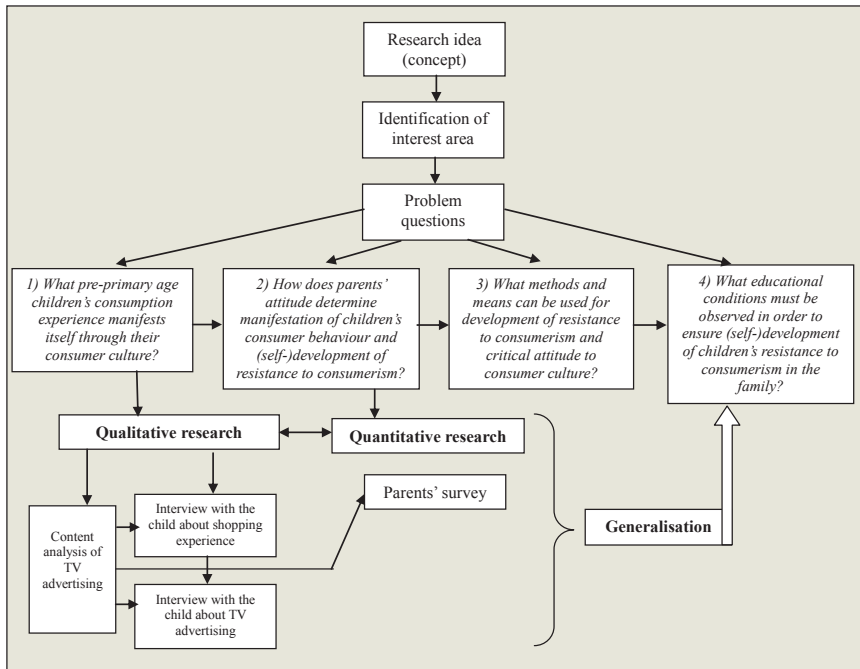 Research idea
(concept)
Identification of
interest area
Problem
questions
1) What pre-primary age
children's consumption
experience manifests
itself through their
consumer culture?
2) How does parents'
attitude determine
manifestation of children's
consumer behaviour and
(self-)development of
resistance to consumerism?
3) What methods and
means can be used for
development of resistance
to consumerism and
critical attitude to
consumer culture?
4) What educational
conditions must be
observed in order to
ensure (self-)development
of children's resistance to
consumerism in the
family?
Qualitative research
Quantitative research
Content
analysis of
TV
advertising
Interview with the
child about shopping
experience
Interview with the
child about TV
advertising
Parents' survey
Generalisation